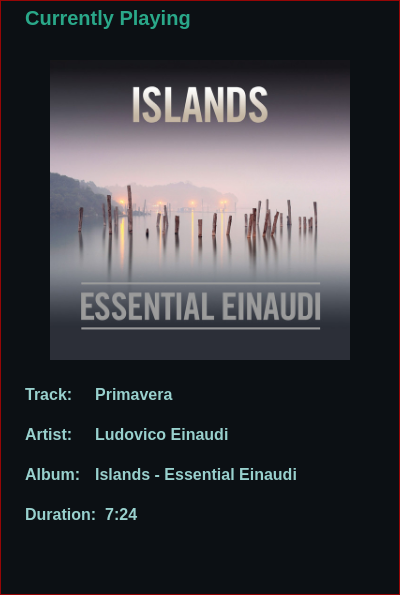 Currently Playing
ISLANDS
ESSENTIAL EINAUDI
Track: Primavera
Artist: Ludovico Einaudi
Album: Islands - Essential Einaudi
Duration: 7:24